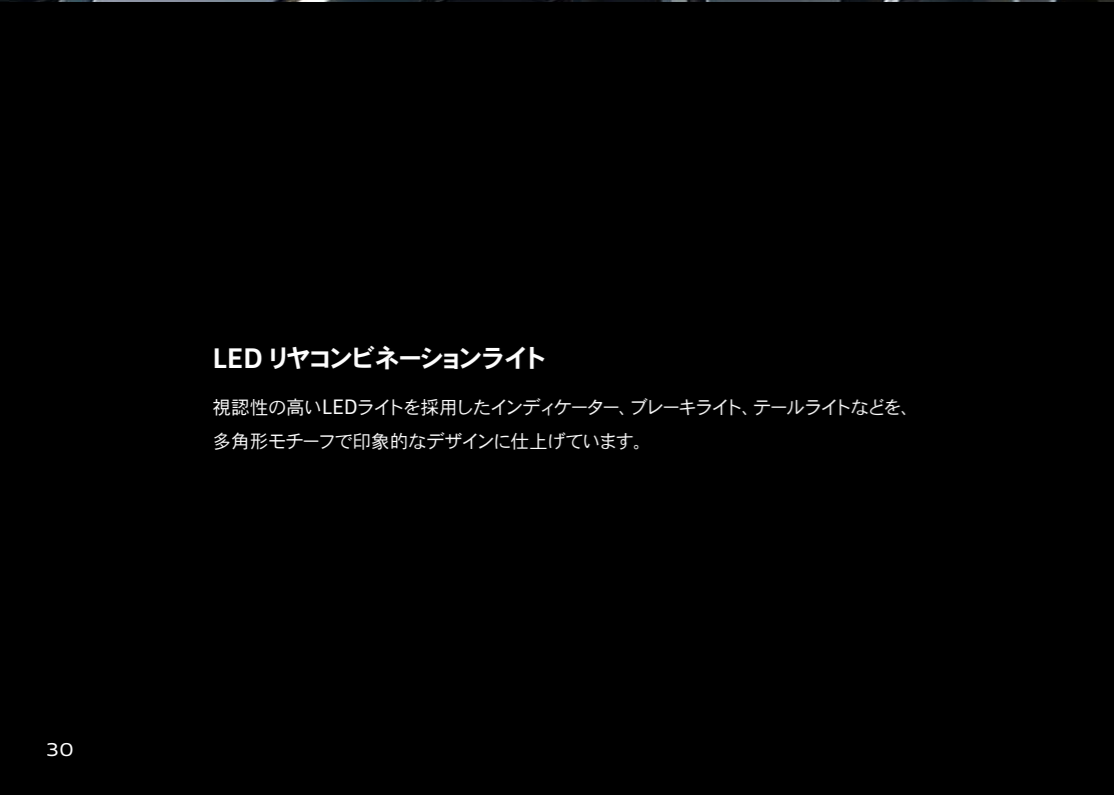 LED リヤコンビネーションライト
視認性の高いLEDライトを採用したインディケーター、ブレーキライト、テールライトなどを、
多角形モチーフで印象的なデザインに仕上げています。
30